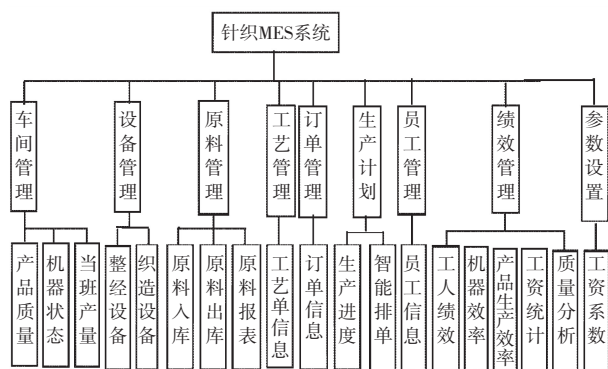 针织MES系统
车间管理
设备管理
原料管理
工艺管理
订单管理
生产计划
员工管理
绩效管理
参数设置
产品质量
机器状态
当班产量
整经设备
织造设备
原料入库
原料出库
原料报表
工艺单信息
订单信息
生产进度
智能排单
员工信息
工人绩效
机器效率
产品生产效率
工资统计
质量分析
工资系数